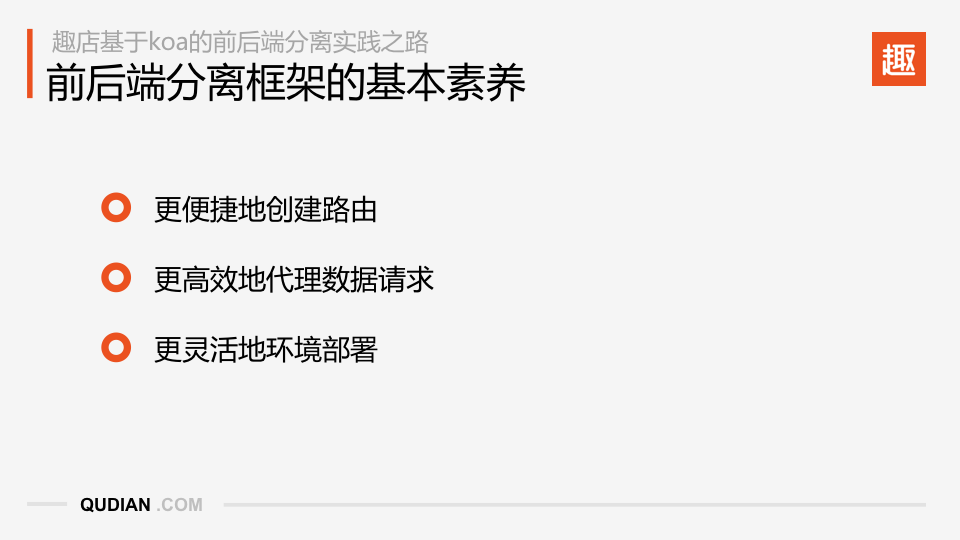 趣店基于koa的前后端分离实践之路
前后端分离框架的基本素养
趣
更便捷地创建路由
更高效地代理数据请求
更灵活地环境部署
QUDIAN .COM